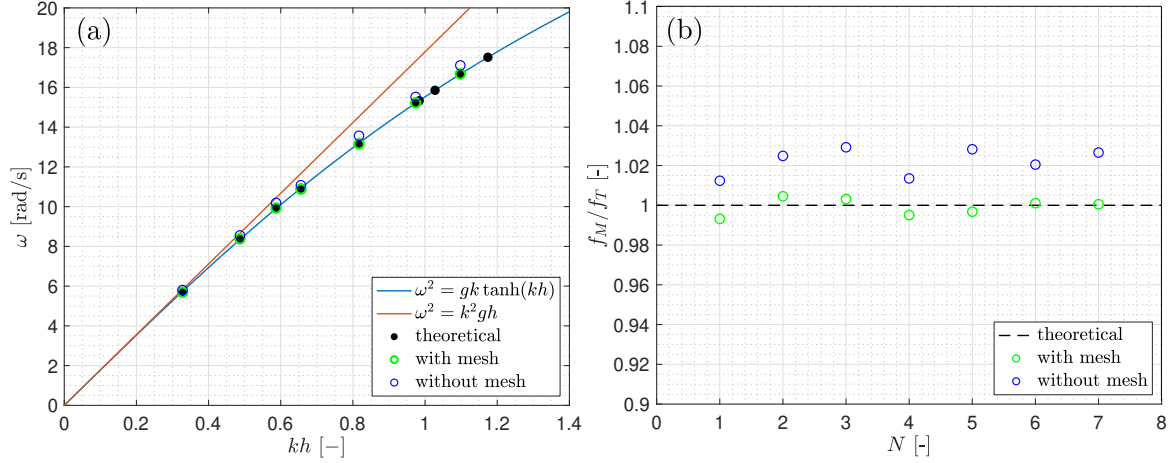 (a)
20
18
16
14
12
10
8
6
4
2
0
ω [rad/s]
0 0.2 0.4 0.6 0.8 1 1.2 1.4
kh [−]
ω² = gk tanh(kh)
ω² = k²gh
theoretical
with mesh
without mesh
(b)
1.1
1.08
1.06
1.04
1.02
1
0.98
0.96
0.94
0.92
0.9
f_M/f_T [-]
0 1 2 3 4 5 6 7 8
N [-]
theoretical
with mesh
without mesh